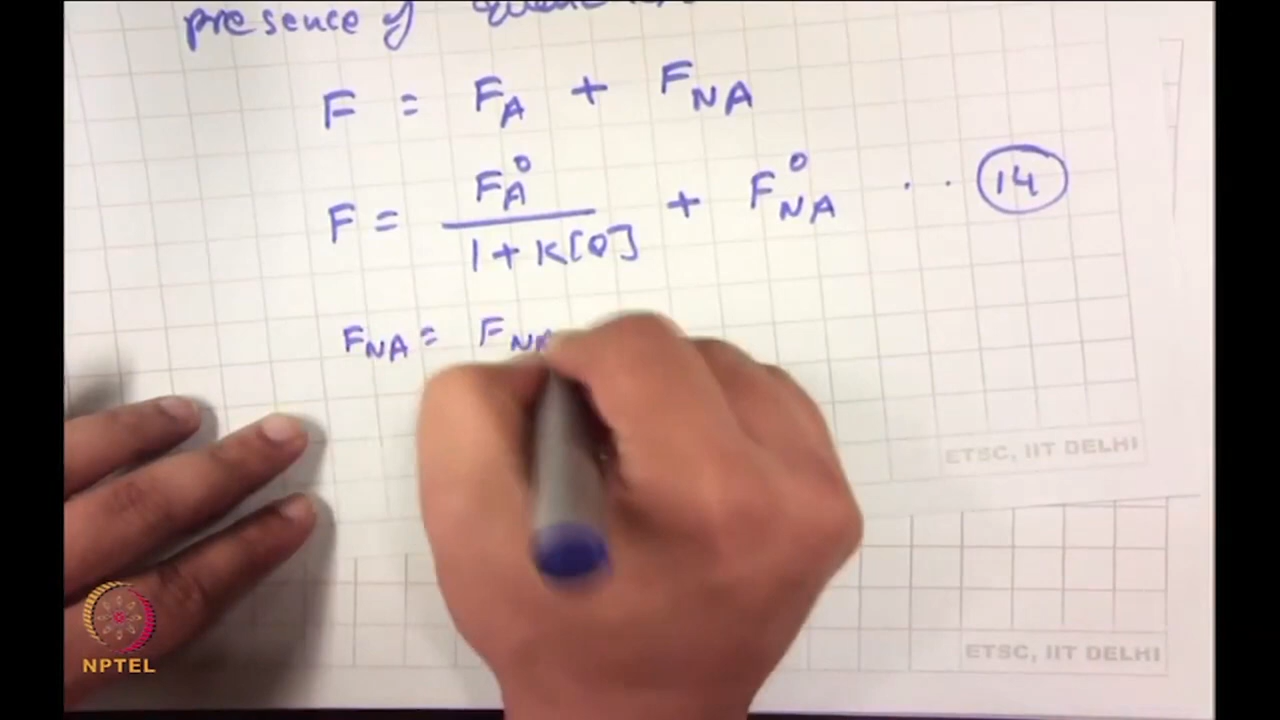 presence of
F = F_A + F_NA
F = F_A^0 / (1 + K[Q]) + F_NA^0 .. 14
F_NA = F_NA
ETSC, IIT DELHI
ETSC, IIT DELHI
NPTEL